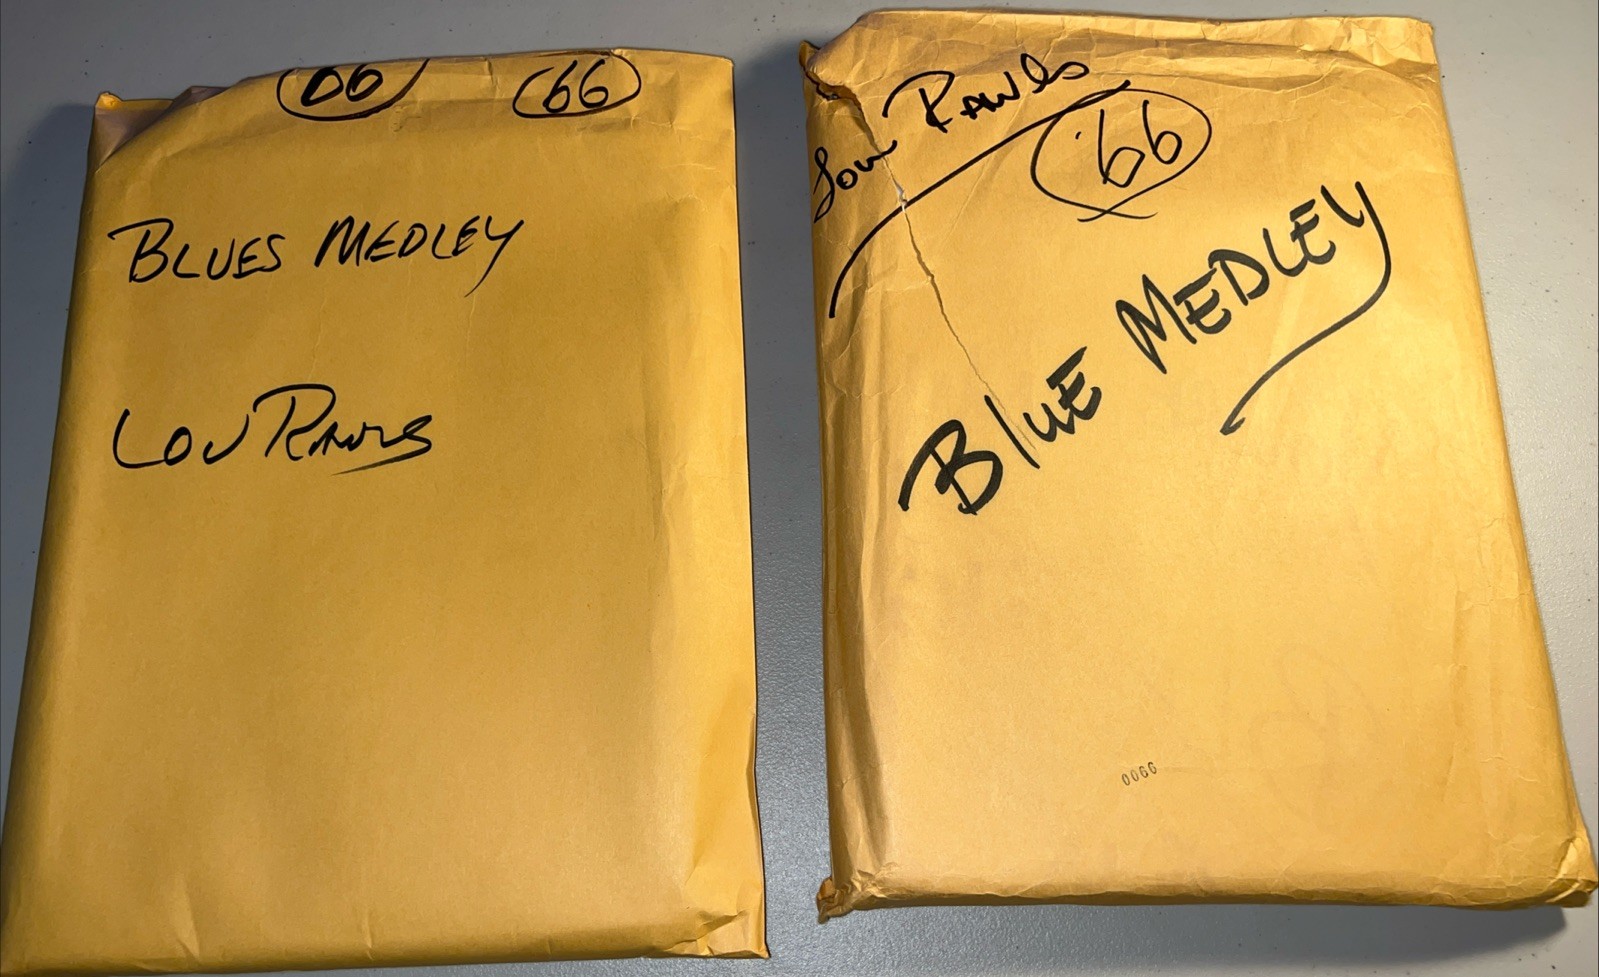 66 66
BLUES MEDLEY
LOU RAWLS
Lou RAWls
66
BluE MEDLEY
0066